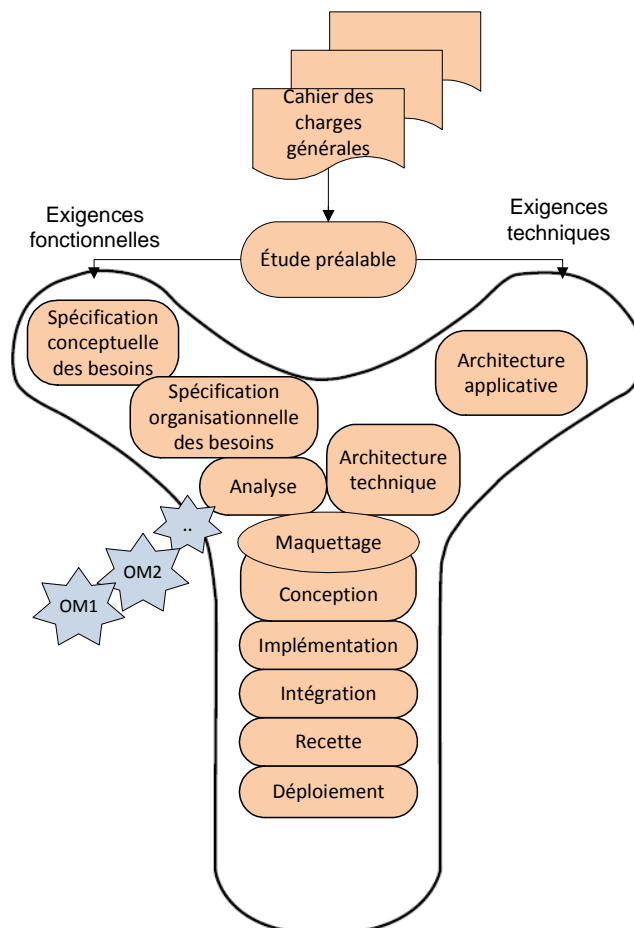 Cahier des
charges
générales
Exigences
fonctionnelles
Exigences
techniques
Étude préalable
Spécification
conceptuelle
des besoins
Architecture
applicative
Spécification
organisationnelle
des besoins
Architecture
technique
Analyse
..
Maquettage
OM2
OM1
Conception
Implémentation
Intégration
Recette
Déploiement